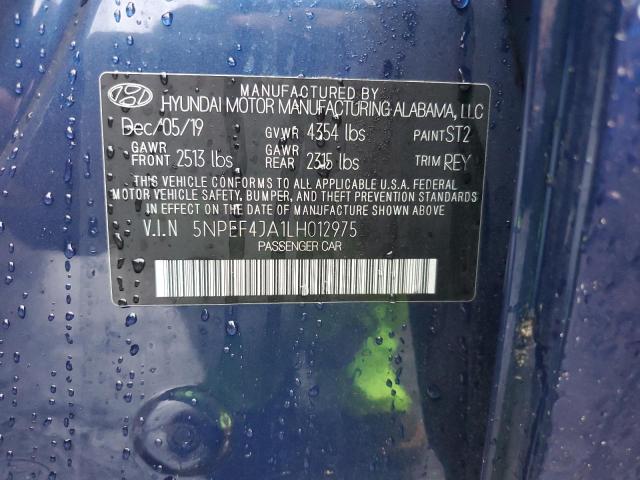 MANUFACTURED BY
HYUNDAI MOTOR MANUFACTURING ALABAMA, LLC
Dec/05/19 GVWR 4354 lbs PAINT ST2
GAWR FRONT 2513 lbs GAWR REAR 2315 lbs TRIM REY
THIS VEHICLE CONFORMS TO ALL APPLICABLE U.S.A. FEDERAL
MOTOR VEHICLE SAFETY, BUMPER, AND THEFT PREVENTION STANDARDS
IN EFFECT ON THE DATE OF MANUFACTURE SHOWN ABOVE.
V.I.N 5NPEF4JA1LH012975
PASSENGER CAR